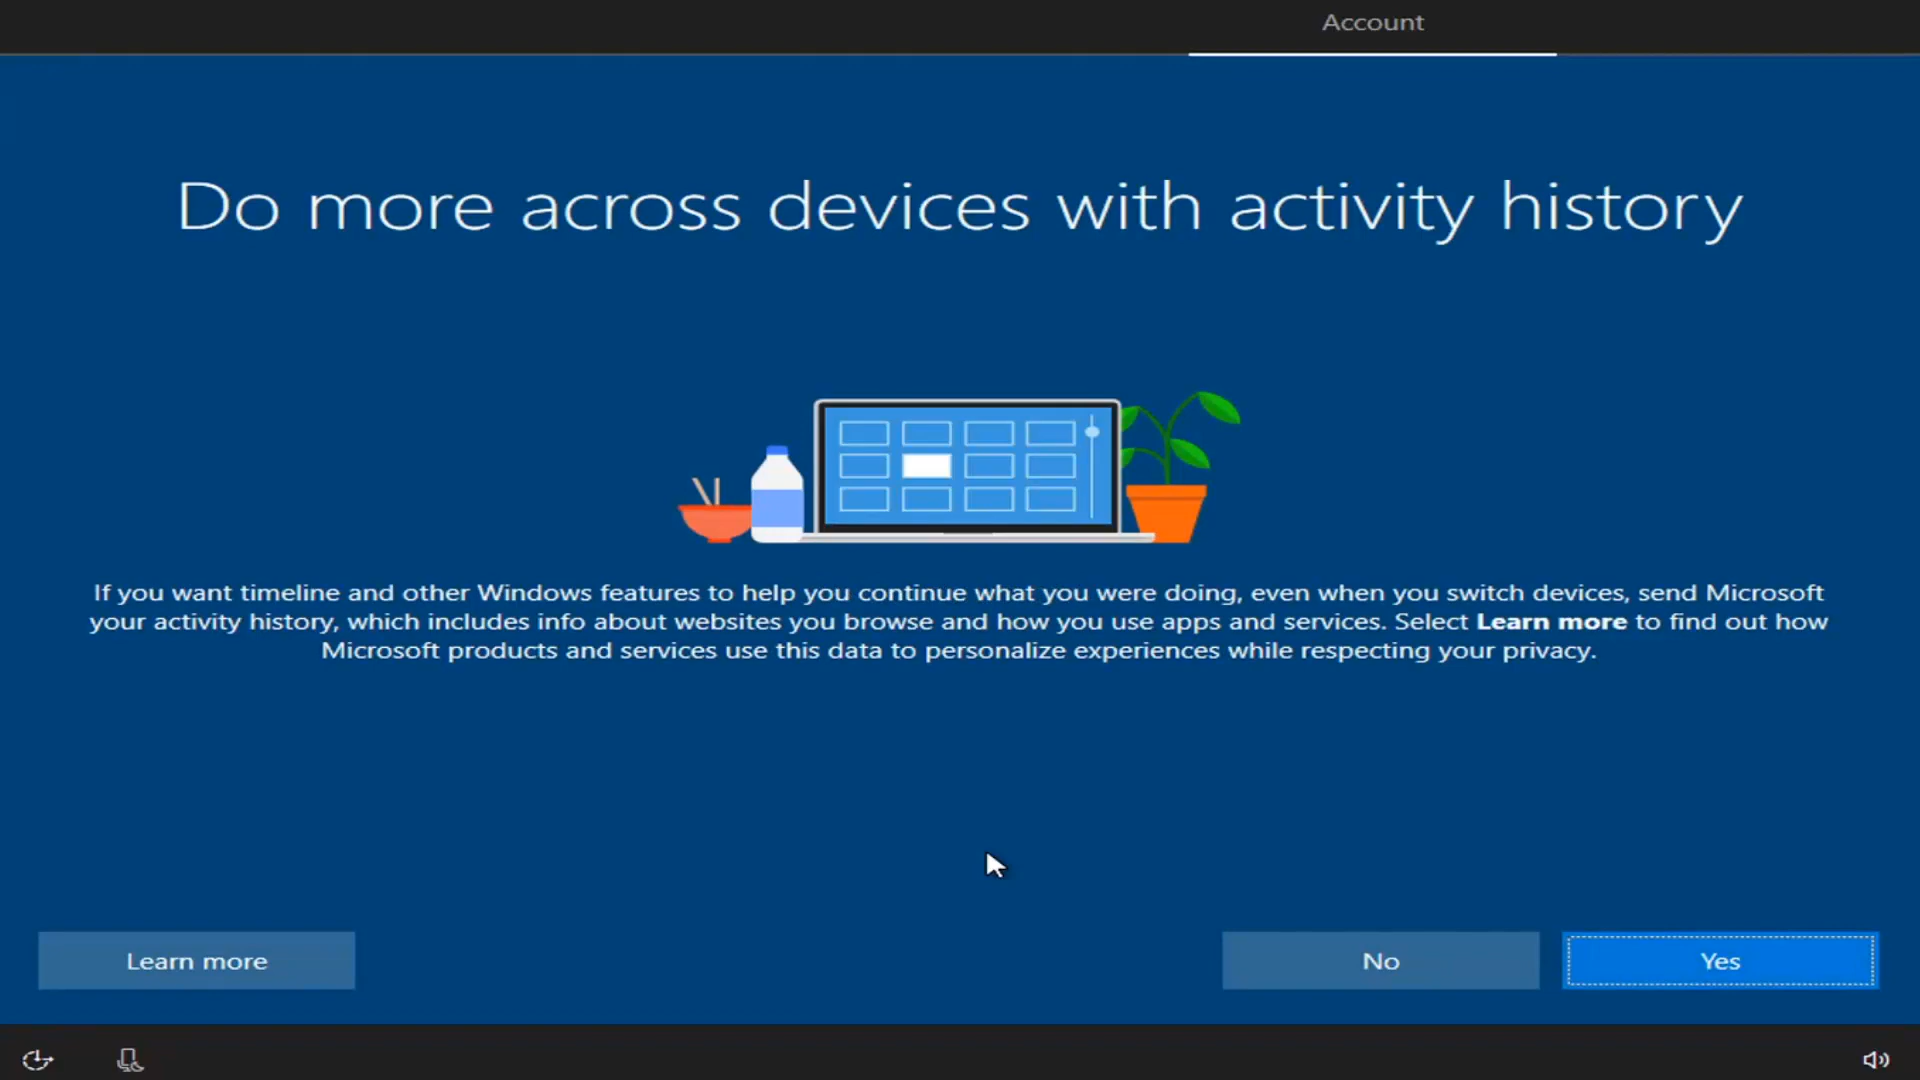 Account
Do more across devices with activity history
If you want timeline and other Windows features to help you continue what you were doing, even when you switch devices, send Microsoft
your activity history, which includes info about websites you browse and how you use apps and services. Select Learn more to find out how
Microsoft products and services use this data to personalize experiences while respecting your privacy.
Learn more
No
Yes